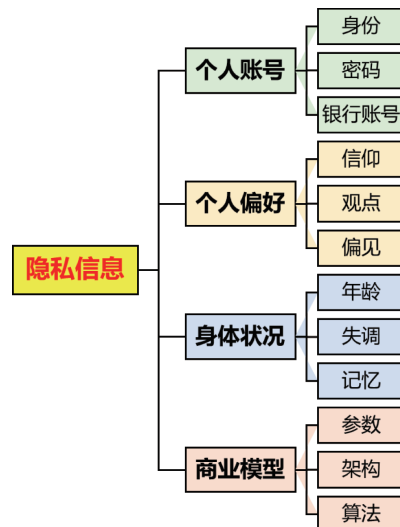 隐私信息
个人账号
身份
密码
银行账号
个人偏好
信仰
观点
偏见
身体状况
年龄
失调
记忆
商业模型
参数
架构
算法